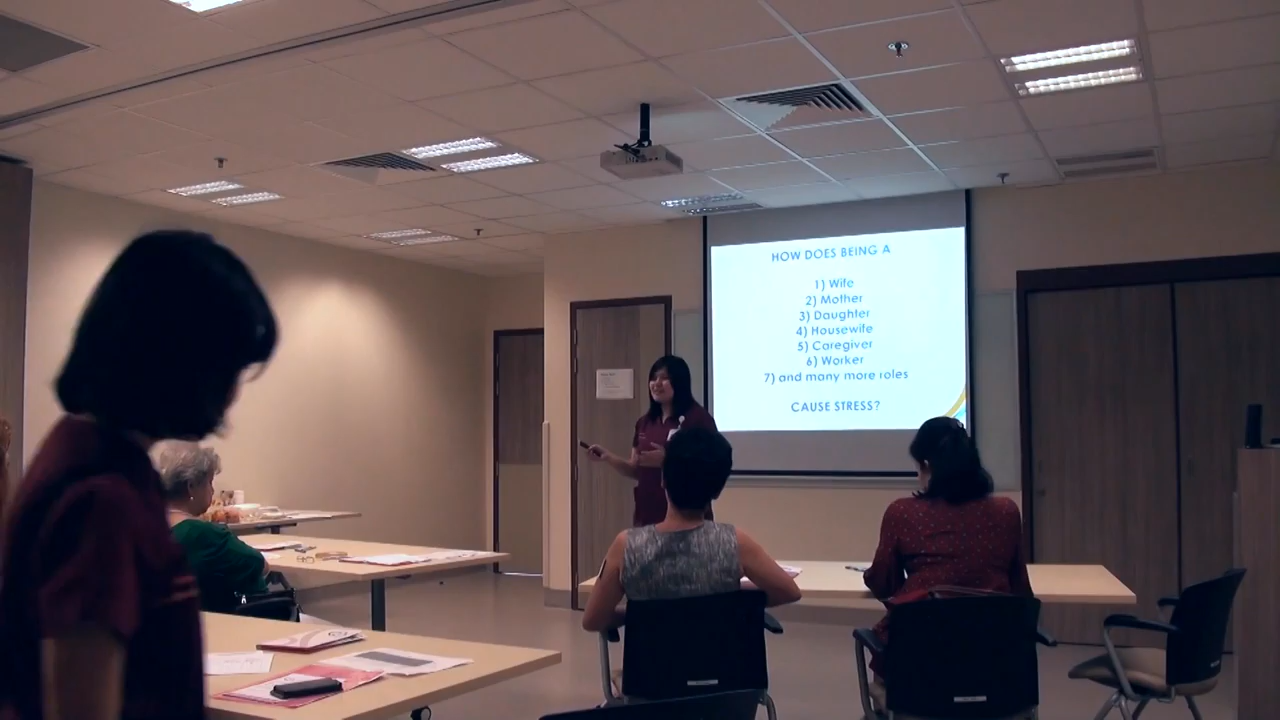 HOW DOES BEING A
1) Wife
2) Mother
3) Daughter
4) Housewife
5) Caregiver
6) Worker
7) and many more roles
CAUSE STRESS?